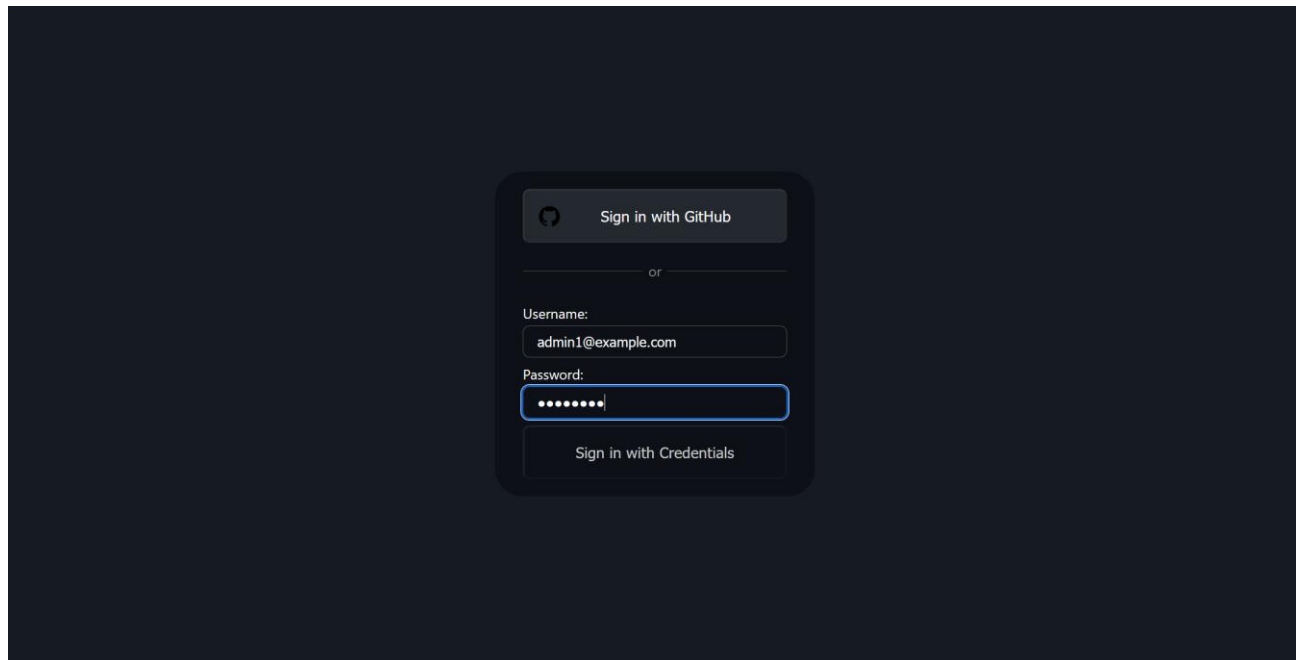 Sign in with GitHub
or
Username:
admin1@example.com
Password:
••••••••
Sign in with Credentials